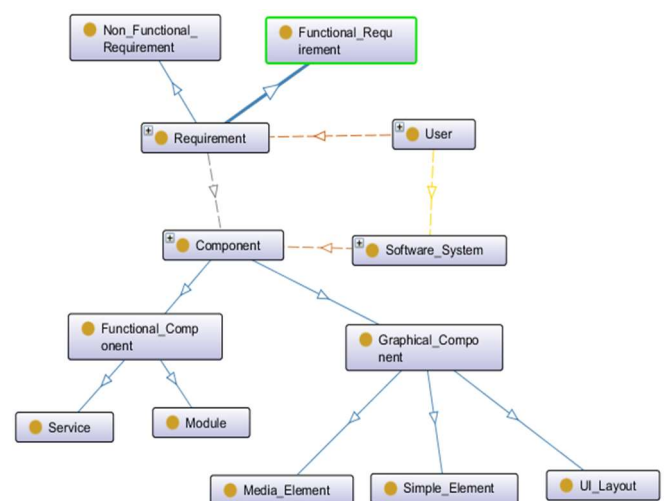 Non_Functional_
Requirement
Functional_Requ
irement
Requirement
User
Component
Software_System
Functional_Comp
onent
Graphical_Compo
nent
Service
Module
Media_Element
Simple_Element
UI_Layout